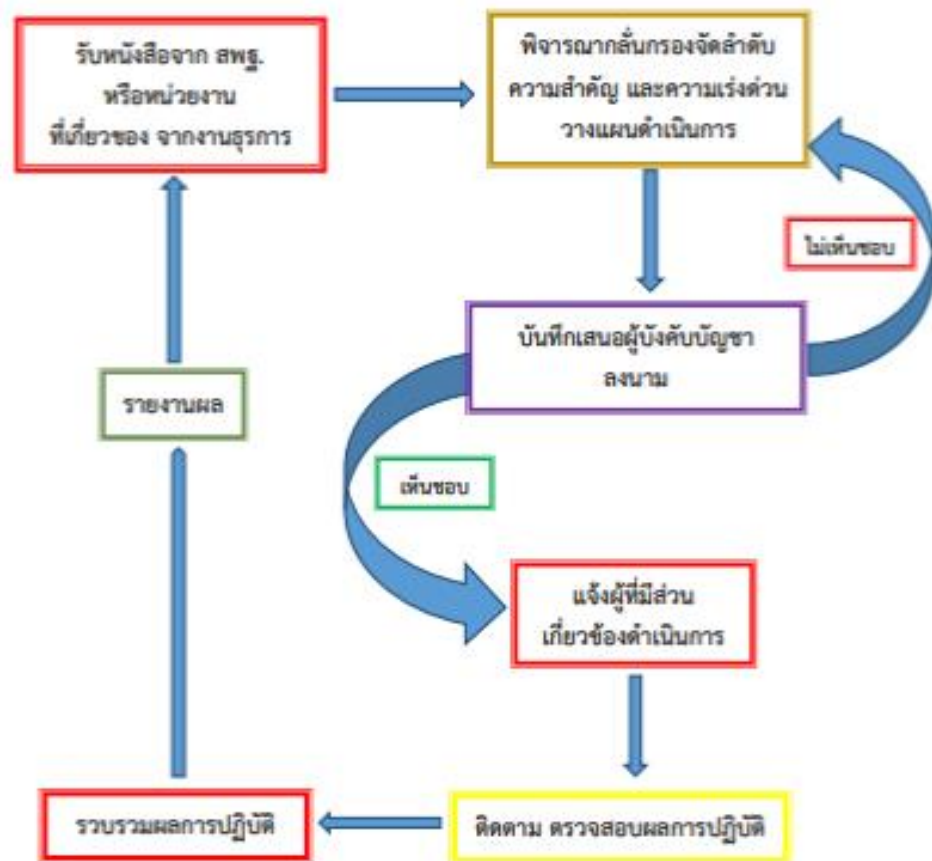 รับหนังสือจาก สพฐ.
หรือหน่วยงาน
ที่เกี่ยวของ จากงานธุรการ
พิจารณากลั่นกรองจัดลำดับ
ความสำคัญ และความเร่งด่วน
วางแผนดำเนินการ
ไม่เห็นชอบ
บันทึกเสนอผู้บังคับบัญชา
ลงนาม
รายงานผล
เห็นชอบ
แจ้งผู้ที่มีส่วน
เกี่ยวข้องดำเนินการ
รวบรวมผลการปฏิบัติ
ติดตาม ตรวจสอบผลการปฏิบัติ